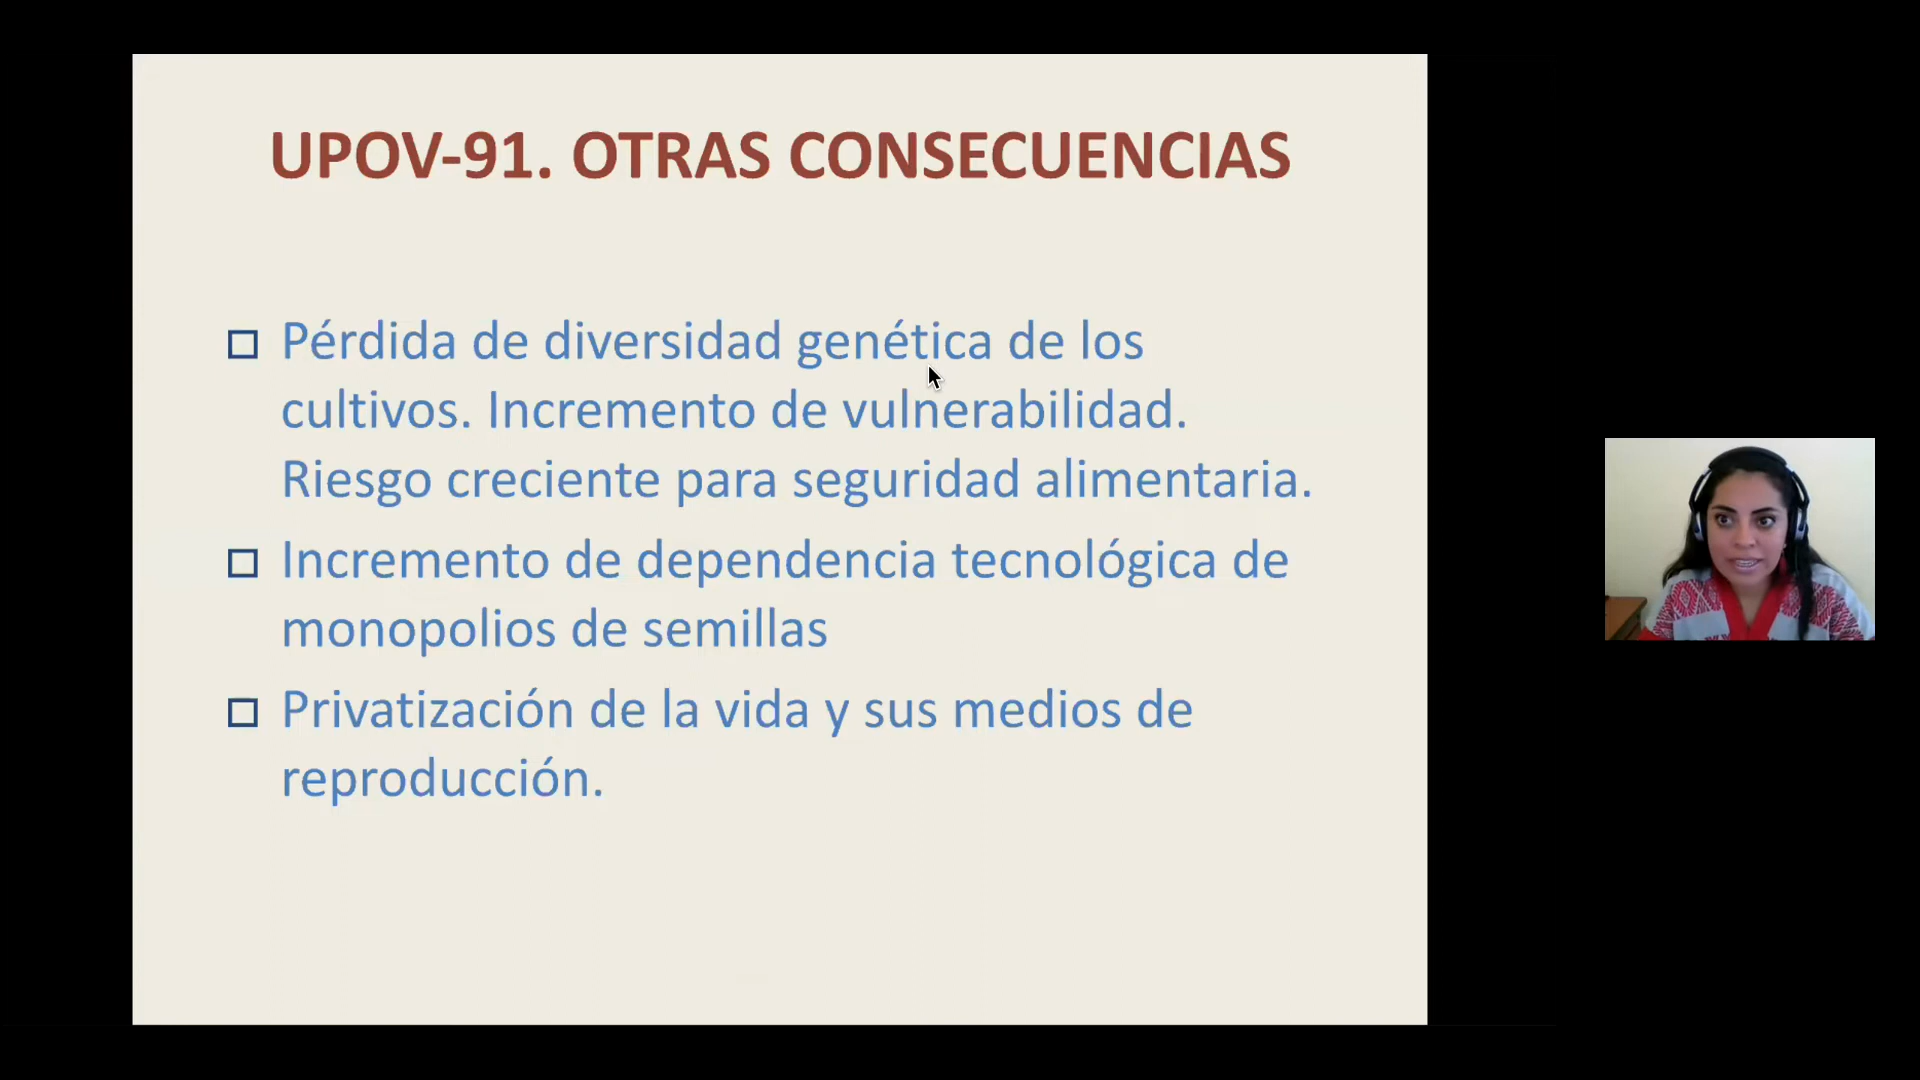 UPOV-91. OTRAS CONSECUENCIAS
Pérdida de diversidad genética de los
cultivos. Incremento de vulnerabilidad.
Riesgo creciente para seguridad alimentaria.
Incremento de dependencia tecnológica de
monopolios de semillas
Privatización de la vida y sus medios de
reproducción.